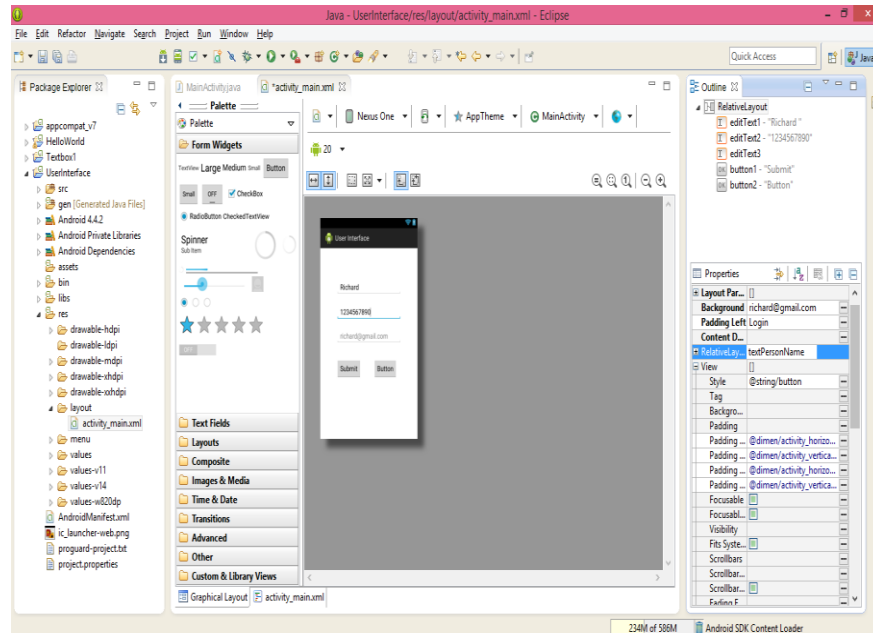 Java - UserInterface/res/layout/activity_main.xml - Eclipse
File Edit Refactor Navigate Search Project Run Window Help
Quick Access
Java
Package Explorer
appcompat_v7
HelloWorld
Textbox1
UserInterface
src
gen [Generated Java Files]
Android 4.4.2
Android Private Libraries
Android Dependencies
assets
bin
libs
res
drawable-hdpi
drawable-ldpi
drawable-mdpi
drawable-xhdpi
drawable-xxhdpi
layout
activity_main.xml
menu
values
values-v11
values-v14
values-w820dp
AndroidManifest.xml
ic_launcher-web.png
proguard-project.txt
project.properties
MainActivity.java
*activity_main.xml
Palette
Palette
Form Widgets
TextView Large Medium Small Button
Small OFF CheckBox
RadioButton CheckedTextView
Spinner
Sub Item
OFF
Text Fields
Layouts
Composite
Images & Media
Time & Date
Transitions
Advanced
Other
Custom & Library Views
Graphical Layout
activity_main.xml
Nexus One
AppTheme
MainActivity
20
User Interface
Richard
1234567890
richard@gmail.com
Submit
Button
Outline
RelativeLayout
editText1 - "Richard "
editText2 - "1234567890"
editText3
button1 - "Submit"
button2 - "Button"
Properties
Layout Par... []
Background richard@gmail.com
Padding Left Login
Content D...
RelativeLay... textPersonName
View []
Style @string/button
Tag
Backgro...
Padding
Padding ... @dimen/activity_horizo...
Padding ... @dimen/activity_vertica...
Padding ... @dimen/activity_horizo...
Padding ... @dimen/activity_vertica...
Focusable
Focusabl...
Visibility
Fits Syste...
Scrollbars
Scrollbar...
Scrollbar...
Fading E...
234M of 586M
Android SDK Content Loader